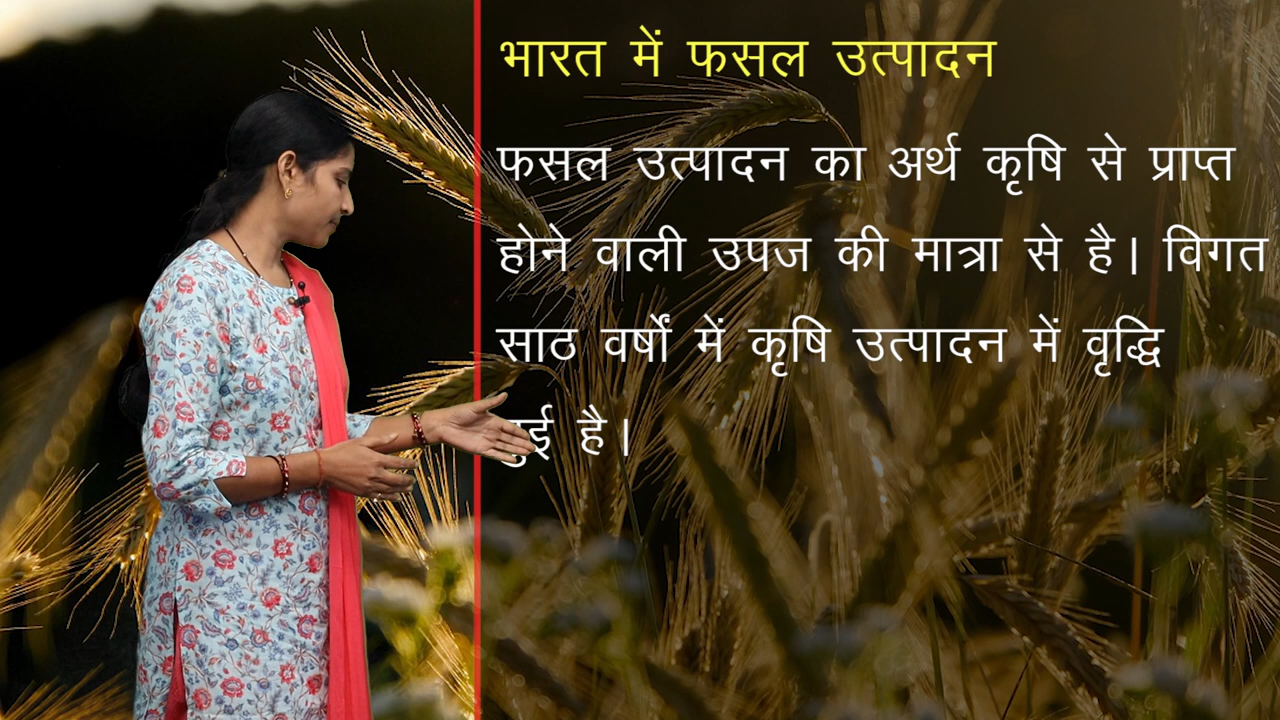 भारत में फसल उत्पादन
फसल उत्पादन का अर्थ कृषि से प्राप्त
होने वाली उपज की मात्रा से है। विगत
साठ वर्षों में कृषि उत्पादन में वृद्धि
हुई है।